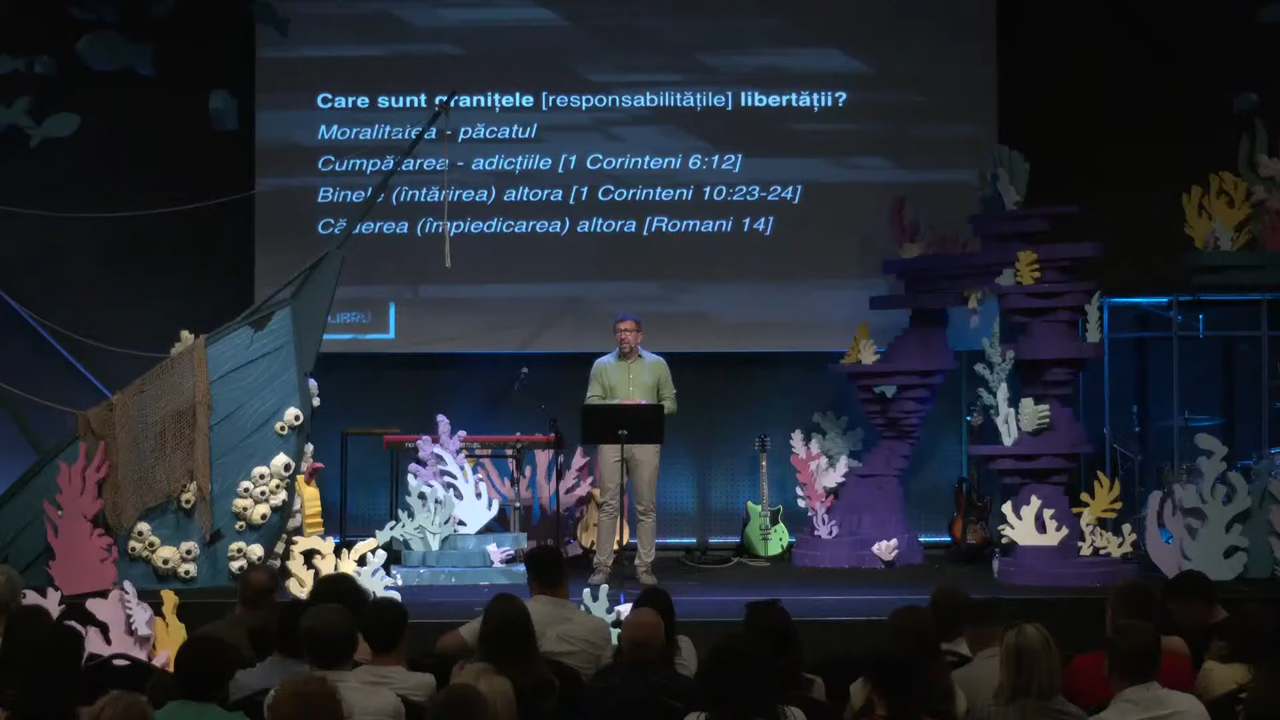 Care sunt granițele [responsabilitățile] libertății?
Moralitatea - păcatul
Cumpătarea - adicțiile [1 Corinteni 6:12]
Binele (întărirea) altora [1 Corinteni 10:23-24]
Căderea (împiedicarea) altora [Romani 14]